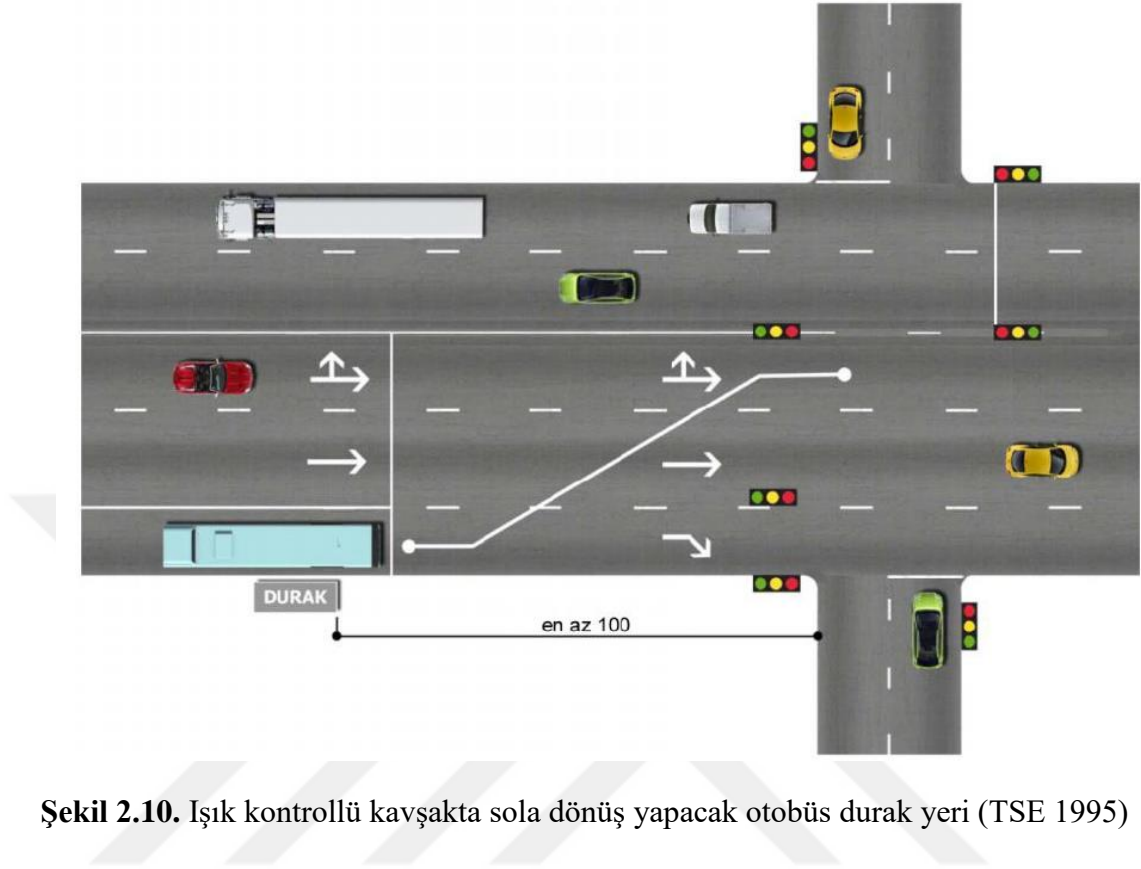 DURAK
en az 100
Şekil 2.10. Işık kontrollü kavşakta sola dönüş yapacak otobüs durak yeri (TSE 1995)